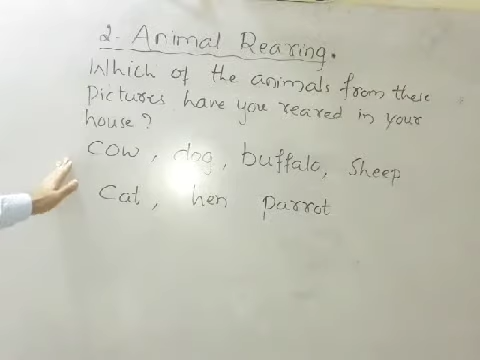 2. Animal Rearing.
Which of the animals from these
pictures have you reared in your
house?
Cow, dog, buffalo, Sheep
Cat, hen parrot